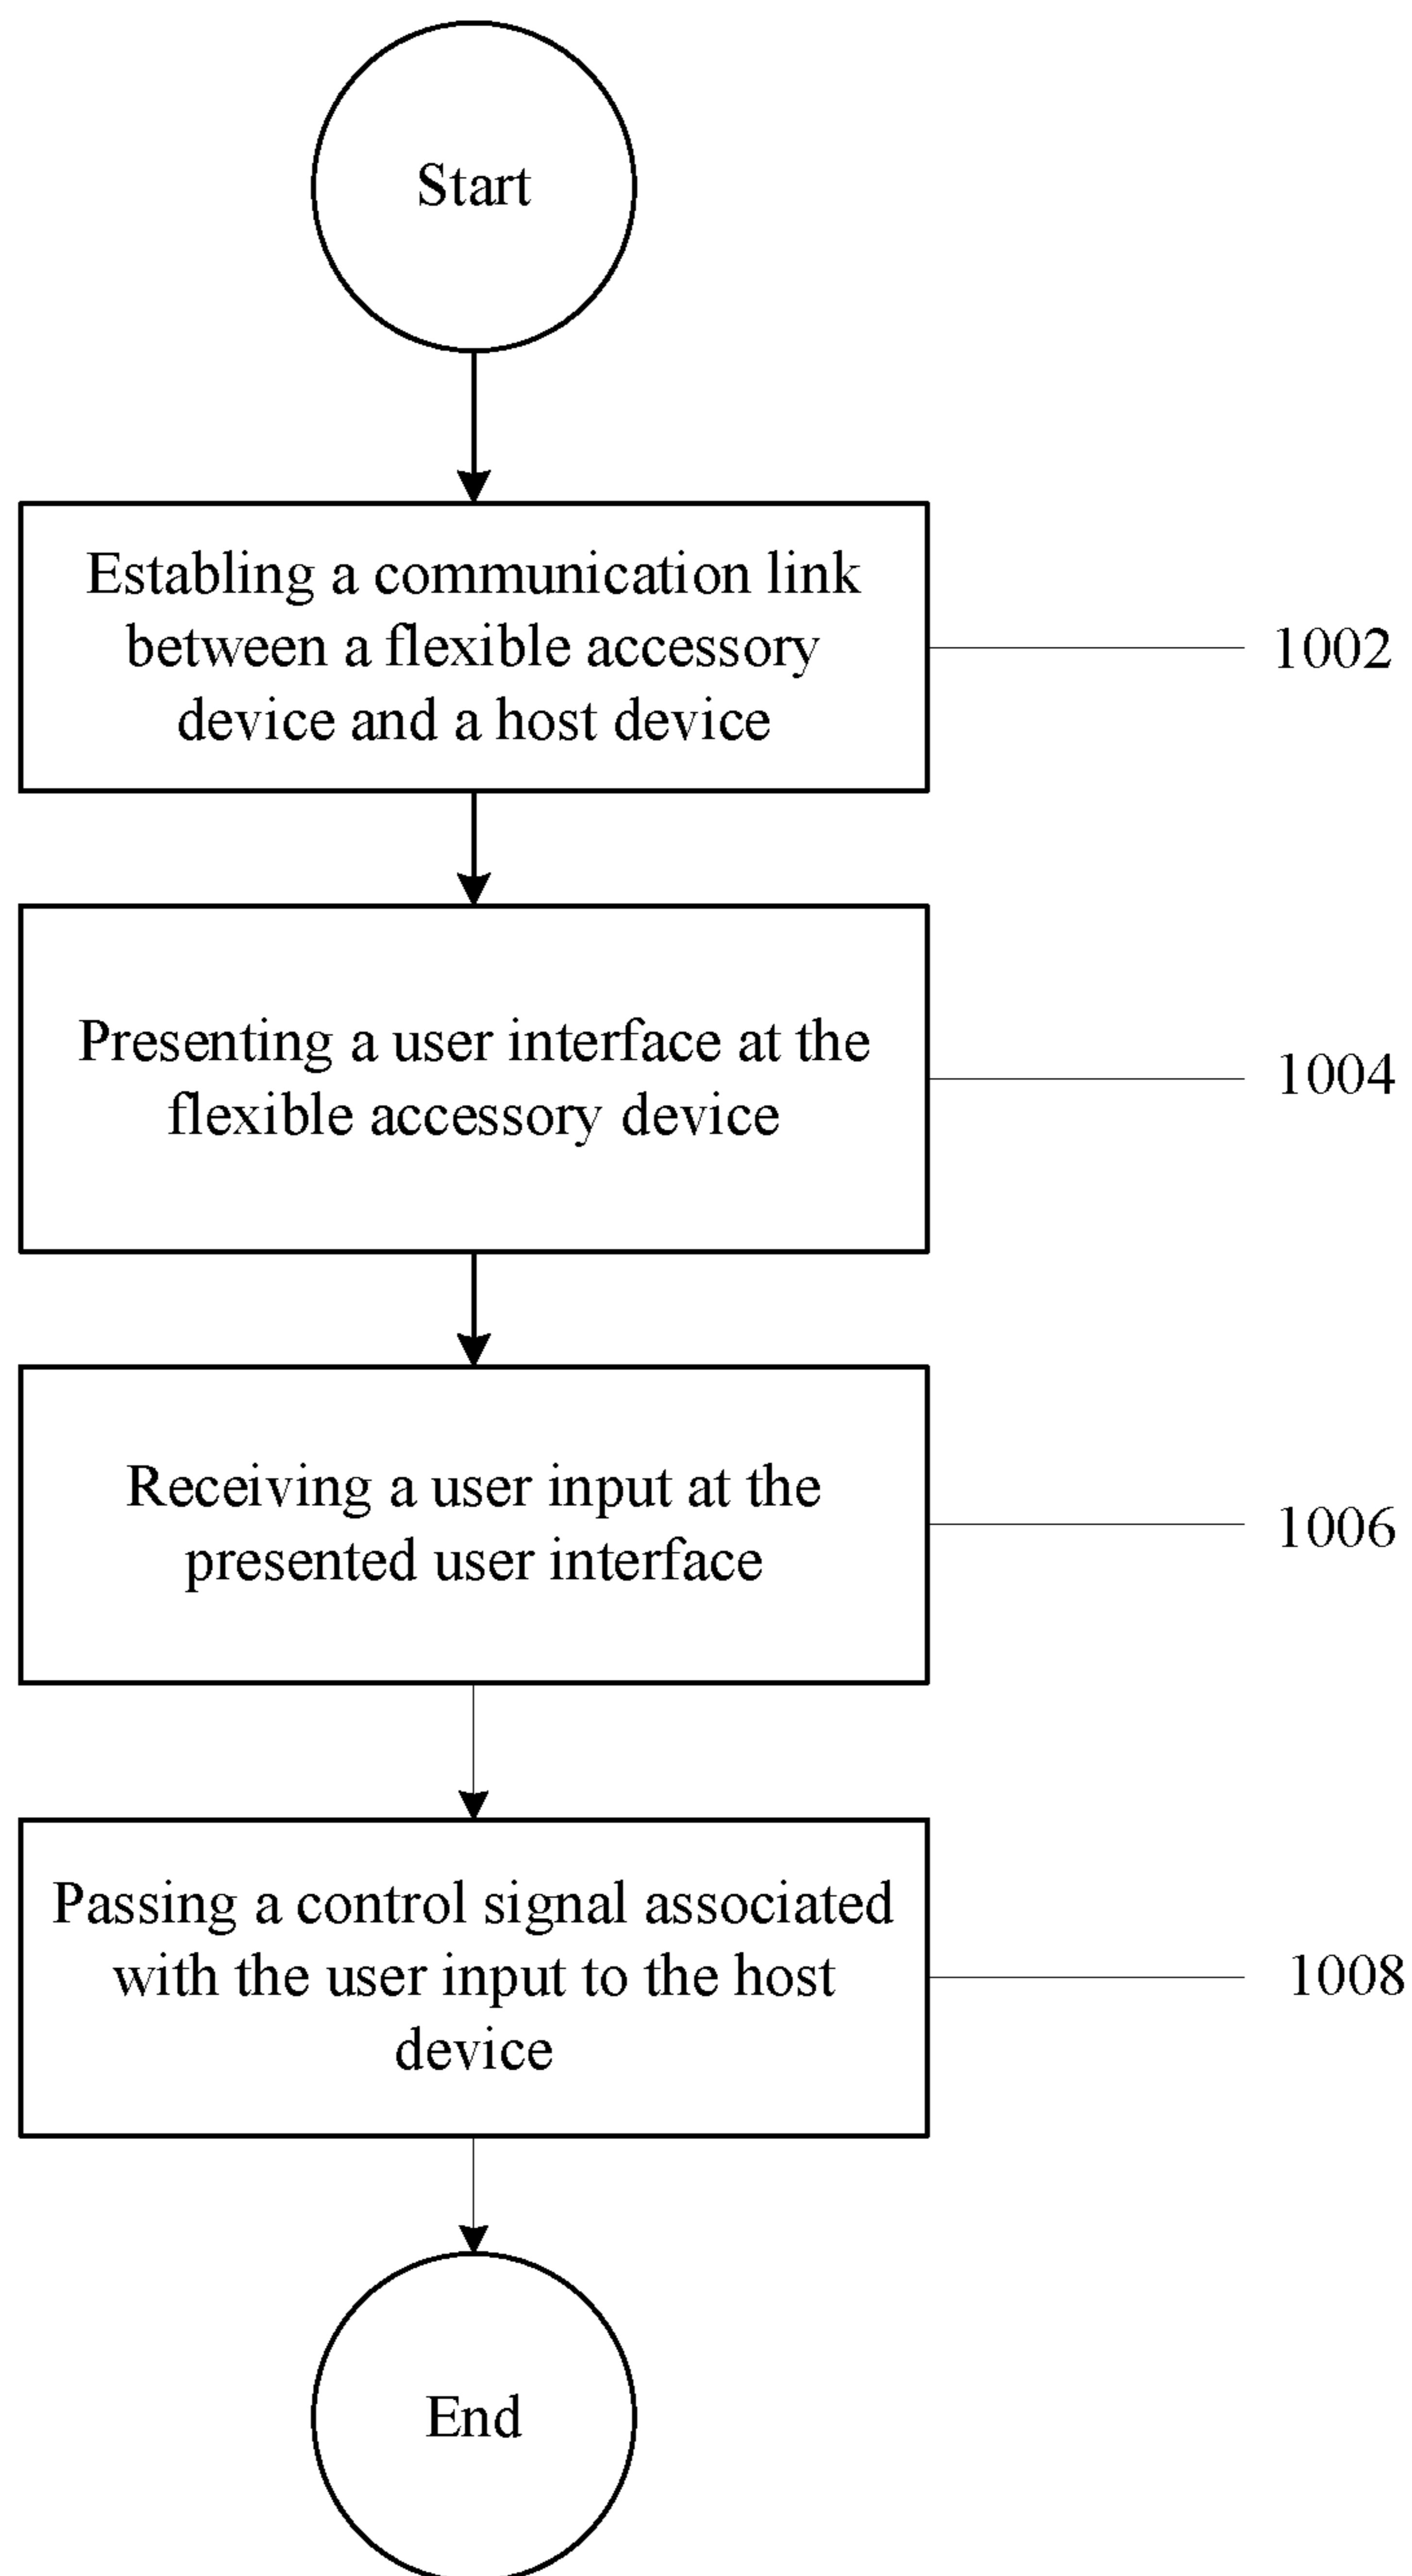 Start
Establing a communication link
between a flexible accessory
device and a host device
1002
Presenting a user interface at the
flexible accessory device
1004
Receiving a user input at the
presented user interface
1006
Passing a control signal associated
with the user input to the host
device
1008
End